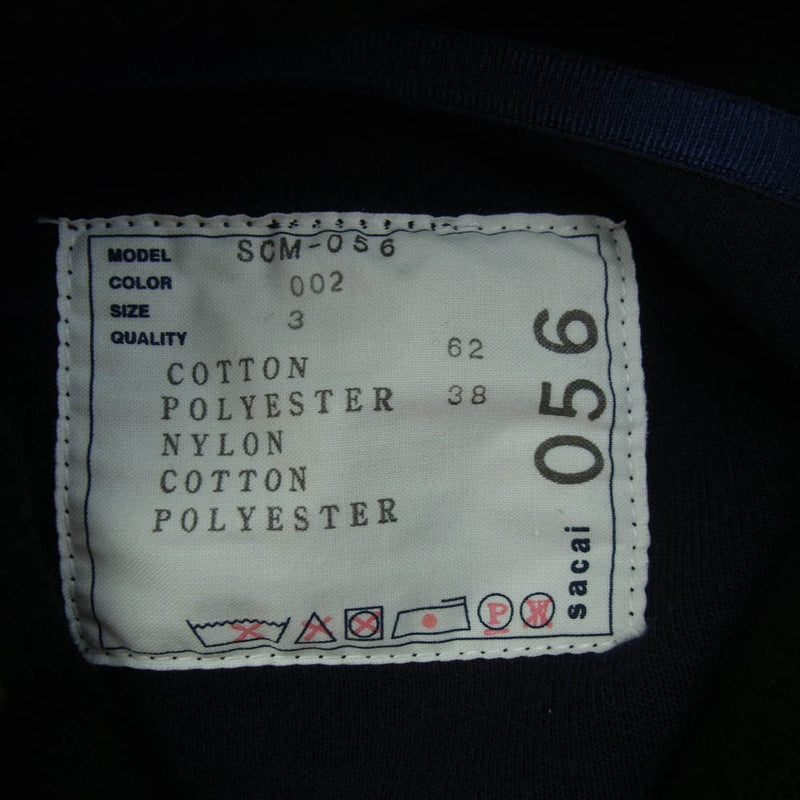 MODEL SCM-056
COLOR 002
SIZE 3
QUALITY
COTTON 62
POLYESTER 38
NYLON
COTTON
POLYESTER
P
W
sacai 056